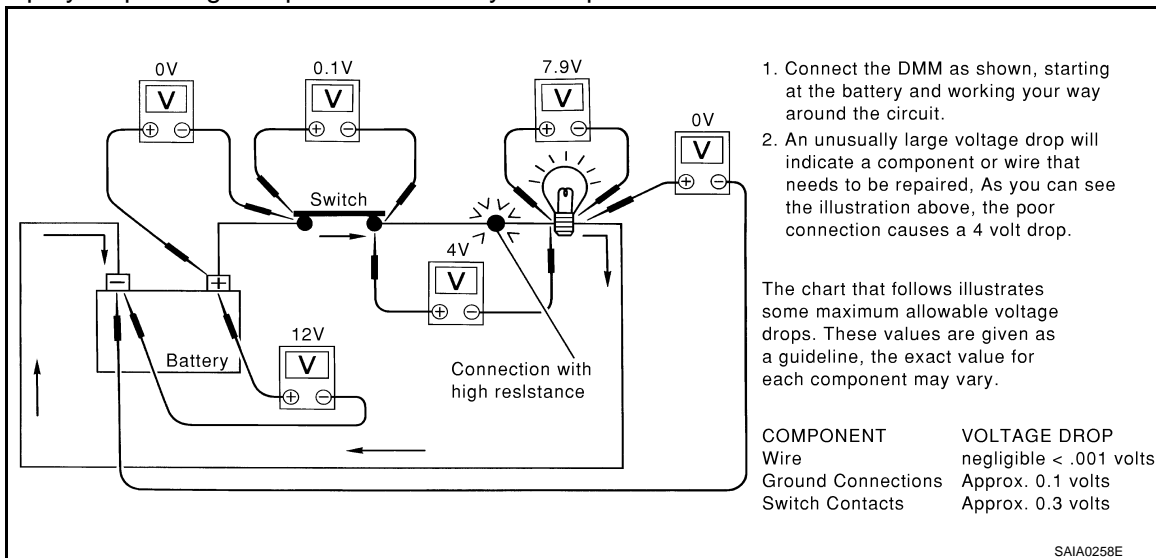 0V
0.1V
7.9V
0V
V
V
V
V
Switch
4V
V
12V
V
Battery
Connection with
high resIstance
1. Connect the DMM as shown, starting
at the battery and working your way
around the circuit.
2. An unusually large voltage drop will
indicate a component or wire that
needs to be repaired, As you can see
the illustration above, the poor
connection causes a 4 volt drop.
The chart that follows illustrates
some maximum allowable voltage
drops. These values are given as
a guideline, the exact value for
each component may vary.
COMPONENT VOLTAGE DROP
Wire negligible < .001 volts
Ground Connections Approx. 0.1 volts
Switch Contacts Approx. 0.3 volts
SAIA0258E